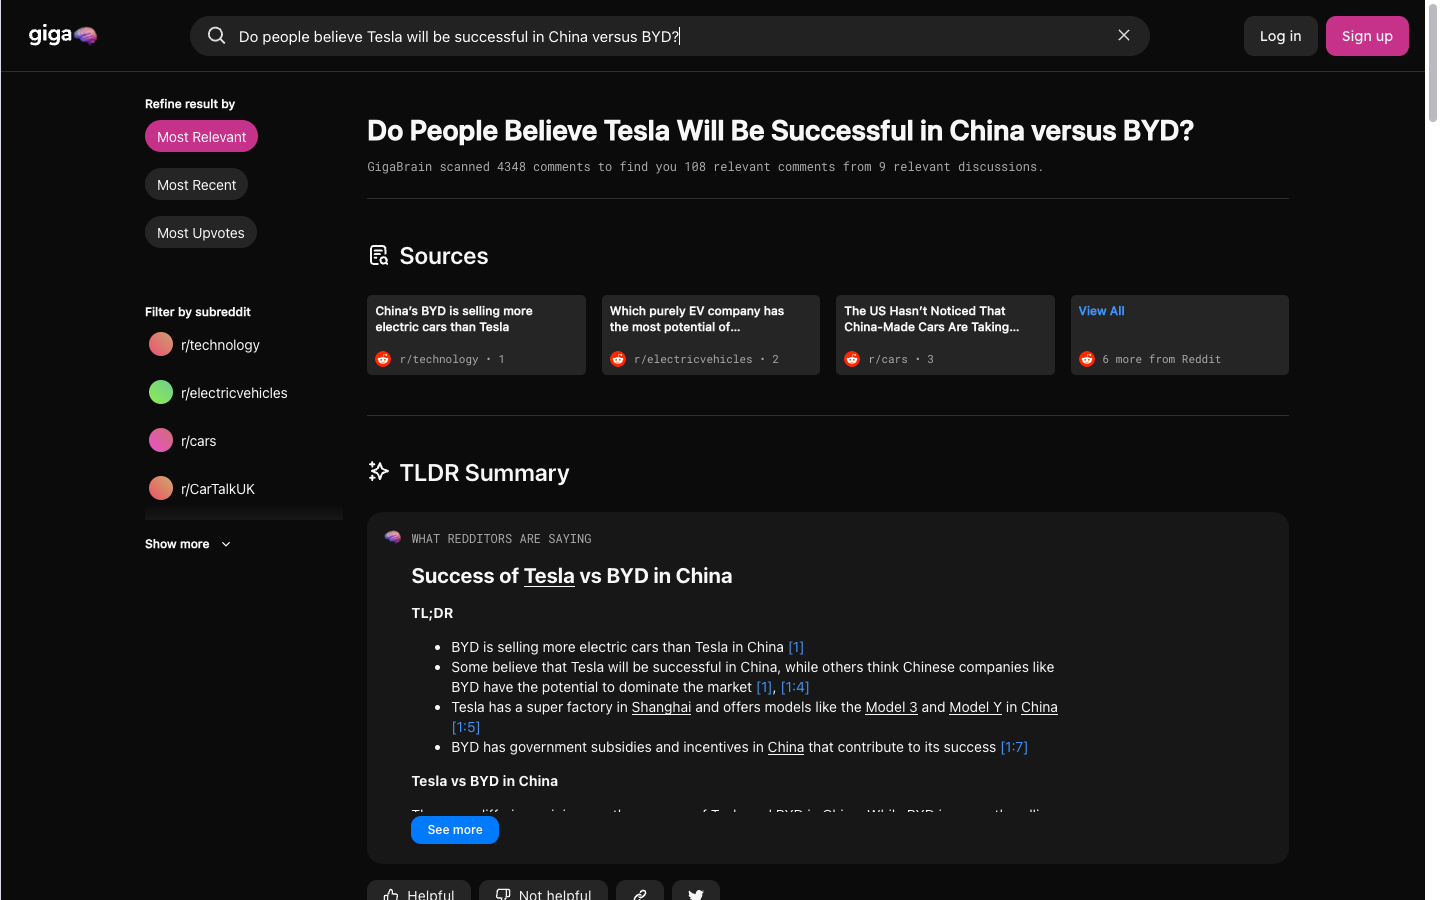 giga
Do people believe Tesla will be successful in China versus BYD?
Log in
Sign up
Refine result by
Most Relevant
Most Recent
Most Upvotes
Filter by subreddit
r/technology
r/electricvehicles
r/cars
r/CarTalkUK
Show more
Do People Believe Tesla Will Be Successful in China versus BYD?
GigaBrain scanned 4348 comments to find you 108 relevant comments from 9 relevant discussions.
Sources
China's BYD is selling more
electric cars than Tesla
r/technology • 1
Which purely EV company has
the most potential of...
r/electricvehicles • 2
The US Hasn't Noticed That
China-Made Cars Are Taking...
r/cars • 3
View All
6 more from Reddit
TLDR Summary
WHAT REDDITORS ARE SAYING
Success of Tesla vs BYD in China
TL;DR
• BYD is selling more electric cars than Tesla in China [1]
• Some believe that Tesla will be successful in China, while others think Chinese companies like
BYD have the potential to dominate the market [1], [1:4]
• Tesla has a super factory in Shanghai and offers models like the Model 3 and Model Y in China
[1:5]
• BYD has government subsidies and incentives in China that contribute to its success [1:7]
Tesla vs BYD in China
See more
Helpful
Not helpful